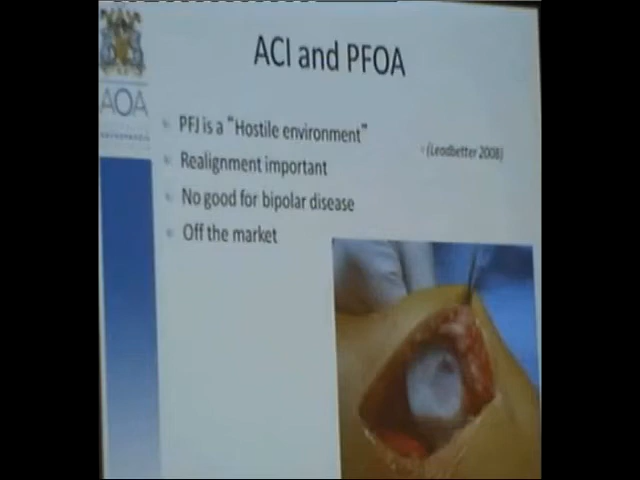 ACI and PFOA
AOA
PFJ is a "Hostile environment"
(Leadbetter 2008)
Realignment important
No good for bipolar disease
Off the market